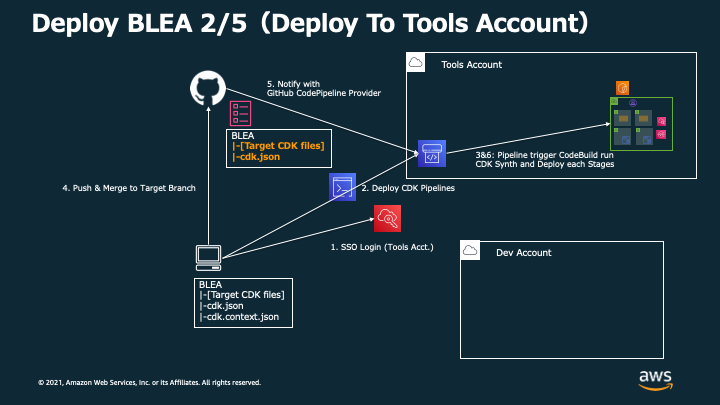 Deploy BLEA 2/5（Deploy To Tools Account）
Tools Account
5. Notify with
GitHub CodePipeline Provider
BLEA
|-[Target CDK files]
|-cdk.json
3&6: Pipeline trigger CodeBuild run
CDK Synth and Deploy each Stages
4. Push & Merge to Target Branch
2. Deploy CDK Pipelines
1. SSO Login (Tools Acct.)
Dev Account
BLEA
|-[Target CDK files]
|-cdk.json
|-cdk.context.json
© 2021, Amazon Web Services, Inc. or its Affiliates. All rights reserved.
aws